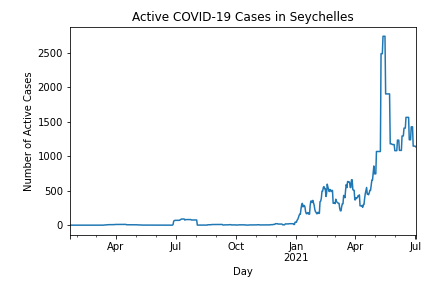 Active COVID-19 Cases in Seychelles
Number of Active Cases
2500
2000
1500
1000
500
0
Apr Jul Oct Jan Apr Jul
2021
Day